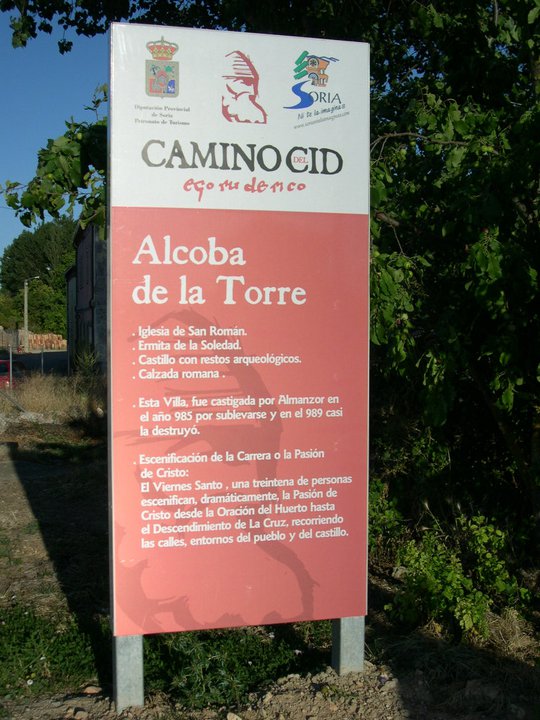 Diputación Provincial
de Soria
Patronato de Turismo
SORIA
Ni te la imaginas
www.sorianitelaimaginas.com
CAMINO DEL CID
ego ruderico
Alcoba
de la Torre
. Iglesia de San Román.
. Ermita de la Soledad.
. Castillo con restos arqueológicos.
. Calzada romana .
. Esta Villa, fue castigada por Almanzor en
el año 985 por sublevarse y en el 989 casi
la destruyó.
. Escenificación de la Carrera o la Pasión
de Cristo:
El Viernes Santo , una treintena de personas
escenifican, dramáticamente, la Pasión de
Cristo desde la Oración del Huerto hasta
el Descendimiento de La Cruz, recorriendo
las calles, entornos del pueblo y del castillo.